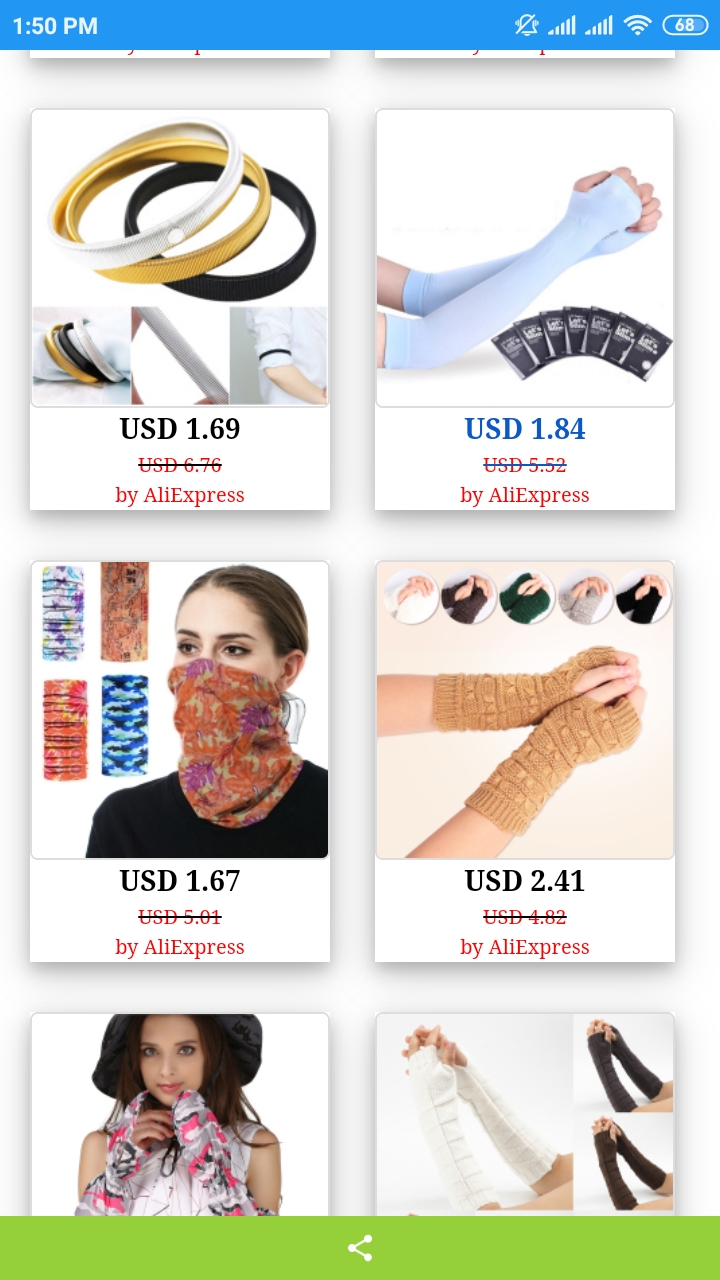 1:50 PM
68
USD 1.69
USD 6.76
by AliExpress
USD 1.84
USD 5.52
by AliExpress
USD 1.67
USD 5.01
by AliExpress
USD 2.41
USD 4.82
by AliExpress